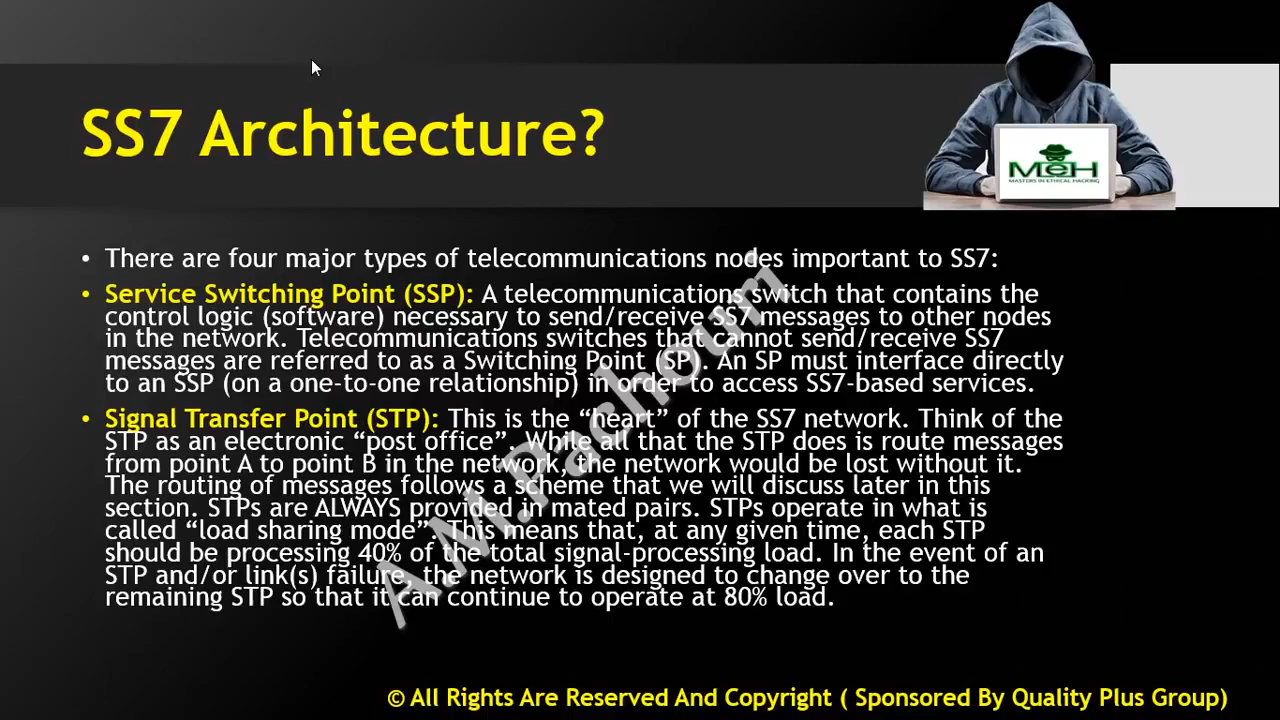 SS7 Architecture?
MeH
MASTERS IN ETHICAL HACKING
• There are four major types of telecommunications nodes important to SS7:
• Service Switching Point (SSP): A telecommunications switch that contains the
control logic (software) necessary to send/receive SS7 messages to other nodes
in the network. Telecommunications switches that cannot send/receive SS7
messages are referred to as a Switching Point (SP). An SP must interface directly
to an SSP (on a one-to-one relationship) in order to access SS7-based services.
• Signal Transfer Point (STP): This is the “heart” of the SS7 network. Think of the
STP as an electronic “post office”. While all that the STP does is route messages
from point A to point B in the network, the network would be lost without it.
The routing of messages follows a scheme that we will discuss later in this
section. STPs are ALWAYS provided in mated pairs. STPs operate in what is
called “load sharing mode”. This means that, at any given time, each STP
should be processing 40% of the total signal-processing load. In the event of an
STP and/or link(s) failure, the network is designed to change over to the
remaining STP so that it can continue to operate at 80% load.
A.M.Pachouri
© All Rights Are Reserved And Copyright ( Sponsored By Quality Plus Group)